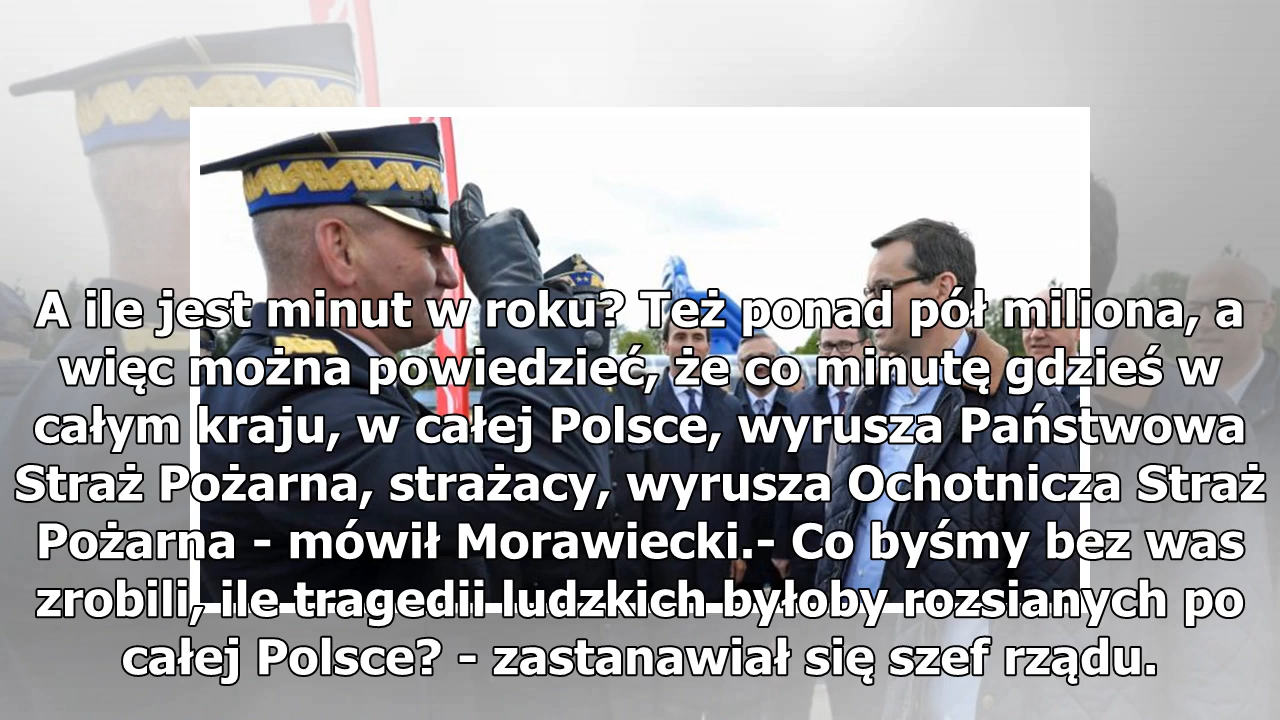 A ile jest minut w roku? Też ponad pół miliona, a
więc można powiedzieć, że co minutę gdzieś w
całym kraju, w całej Polsce, wyrusza Państwowa
Straż Pożarna, strażacy, wyrusza Ochotnicza Straż
Pożarna - mówił Morawiecki.- Co byśmy bez was
zrobili, ile tragedii ludzkich byłoby rozsianych po
całej Polsce? - zastanawiał się szef rządu.